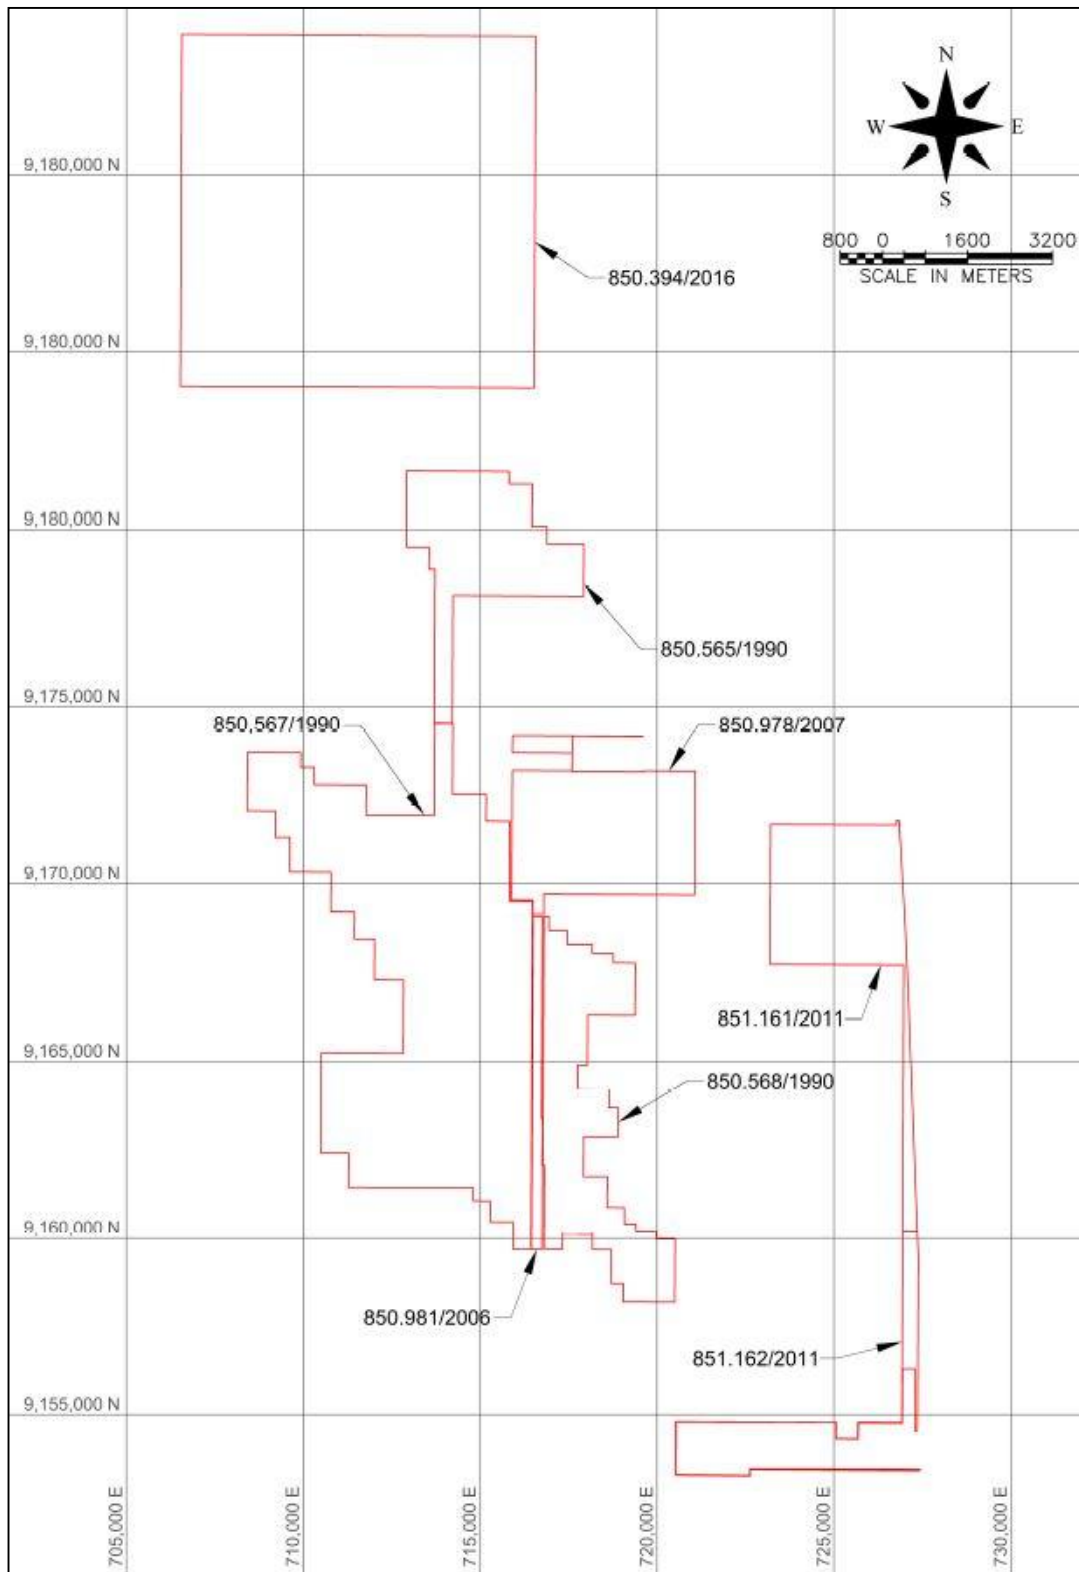 N
W E
S
9,180,000 N
800 0 1600 3200
SCALE IN METERS
850.394/2016
9,180,000 N
9,180,000 N
850.565/1990
9,175,000 N
850,567/1990
850.978/2007
9,170,000 N
851.161/2011
9,165,000 N
850.568/1990
9,160,000 N
850.981/2006
851.162/2011
9,155,000 N
705,000 E
710,000 E
715,000 E
720,000 E
725,000 E
730,000 E